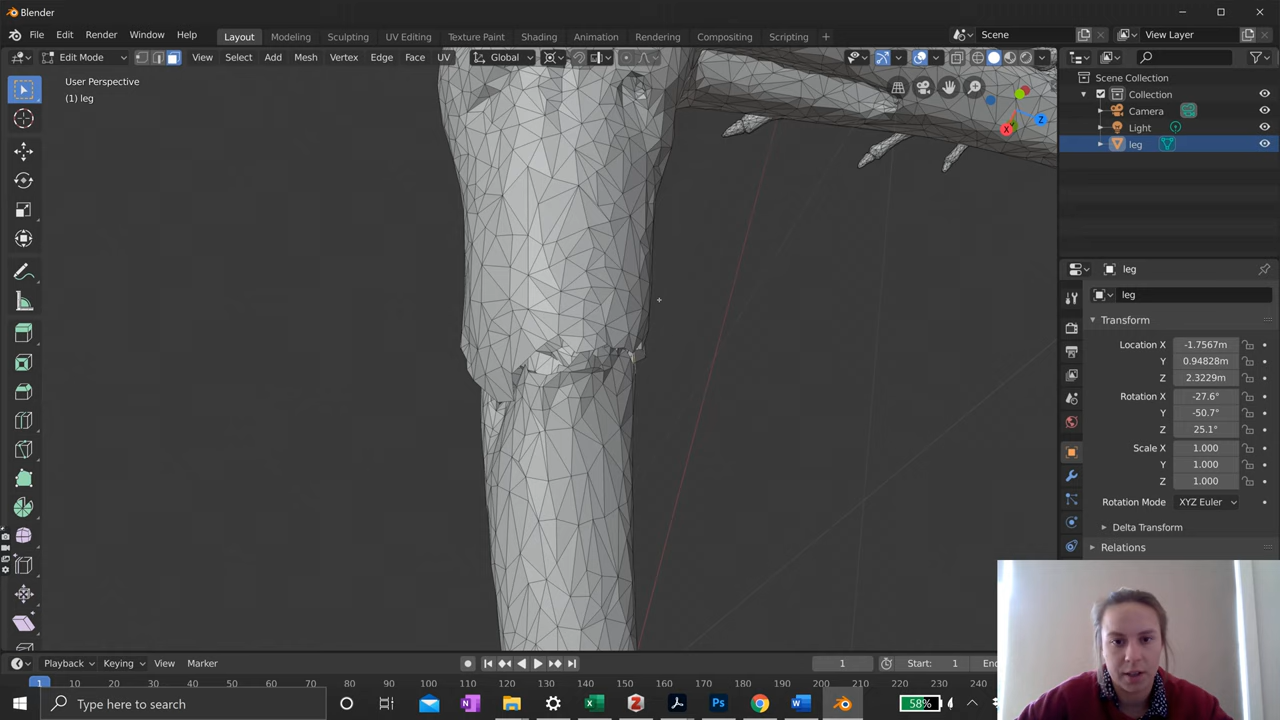 Blender
File Edit Render Window Help Layout Modeling Sculpting UV Editing Texture Paint Shading Animation Rendering Compositing Scripting + Scene View Layer
Edit Mode View Select Add Mesh Vertex Edge Face UV Global
User Perspective
(1) leg
Z
X
Scene Collection
Collection
Camera
Light
leg
leg
leg
Transform
Location X -1.7567m
Y 0.94828m
Z 2.3229m
Rotation X -27.6°
Y -50.7°
Z 25.1°
Scale X 1.000
Y 1.000
Z 1.000
Rotation Mode XYZ Euler
Delta Transform
Relations
Playback Keying View Marker 1 Start: 1
1 10 20 30 40 50 60 70 80 90 100 110 120 130 140 150 160 170 180 190 200 210
Type here to search 58%